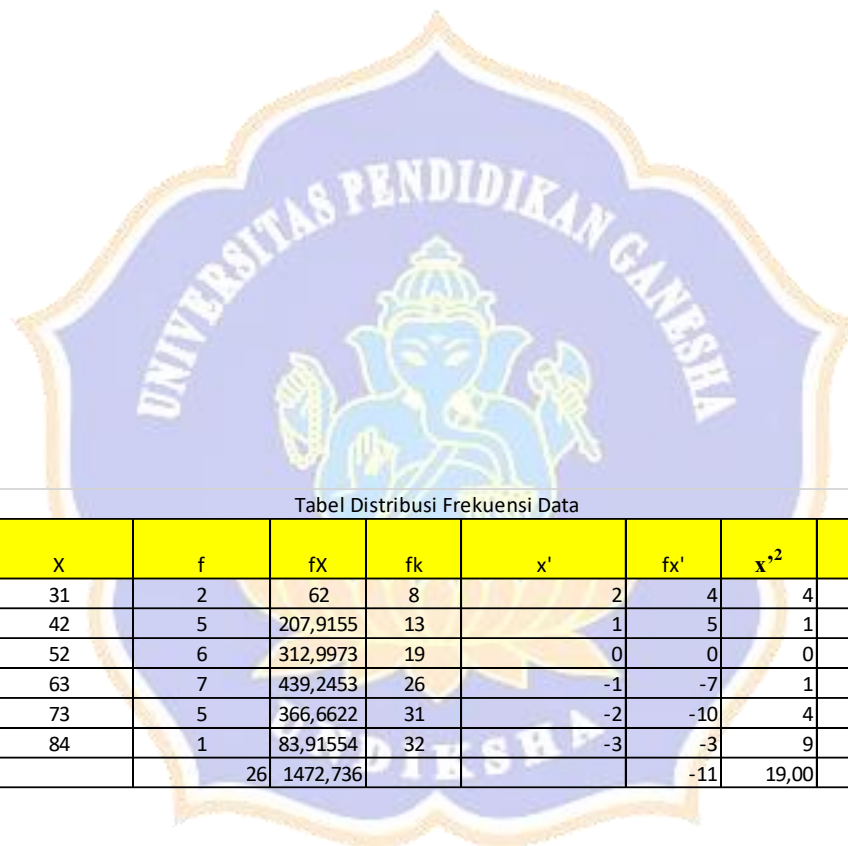 UNIVERSITAS PENDIDIKAN GANESHA
Tabel Distribusi Frekuensi Data
X f fX fk x' fx' x’²
31 2 62 8 2 4 4
42 5 207,9155 13 1 5 1
52 6 312,9973 19 0 0 0
63 7 439,2453 26 -1 -7 1
73 5 366,6622 31 -2 -10 4
84 1 83,91554 32 -3 -3 9
26 1472,736 -11 19,00
UNDIKSHA